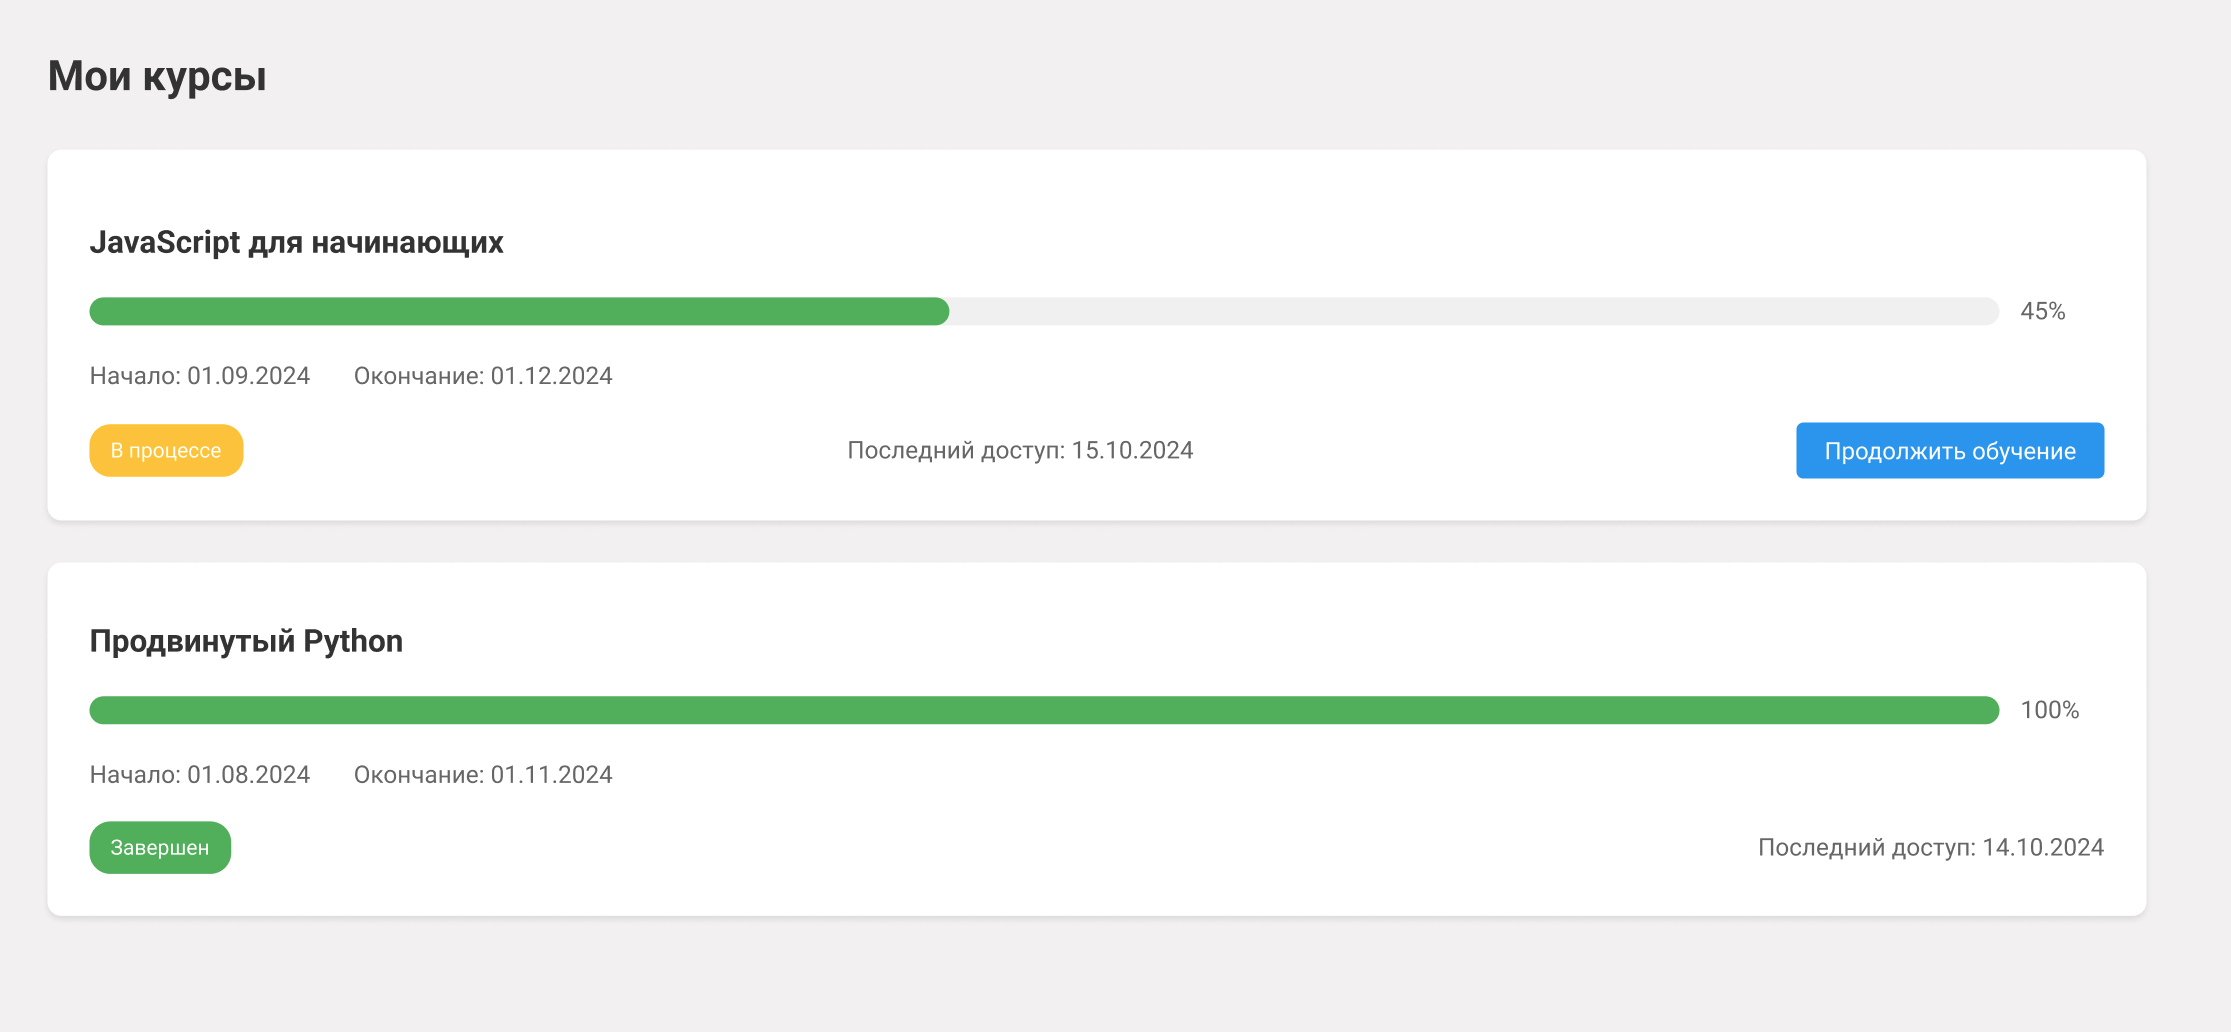 Мои курсы
JavaScript для начинающих
45%
Начало: 01.09.2024 Окончание: 01.12.2024
В процессе Последний доступ: 15.10.2024 Продолжить обучение
Продвинутый Python
100%
Начало: 01.08.2024 Окончание: 01.11.2024
Завершен Последний доступ: 14.10.2024